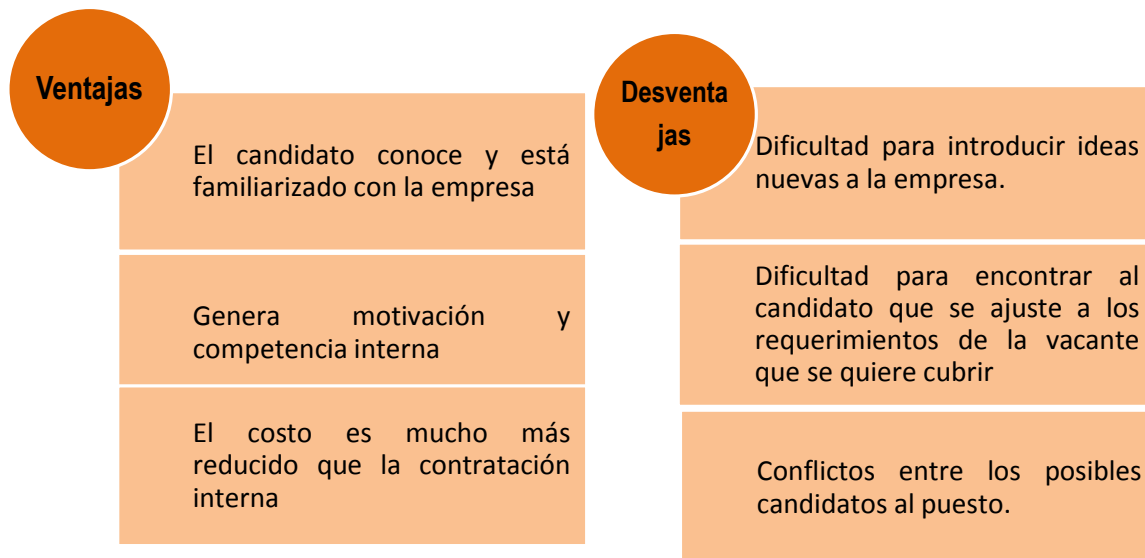 Ventajas
El candidato conoce y está
familiarizado con la empresa
Genera motivación y
competencia interna
El costo es mucho más
reducido que la contratación
interna
Desventa
jas
Dificultad para introducir ideas
nuevas a la empresa.
Dificultad para encontrar al
candidato que se ajuste a los
requerimientos de la vacante
que se quiere cubrir
Conflictos entre los posibles
candidatos al puesto.